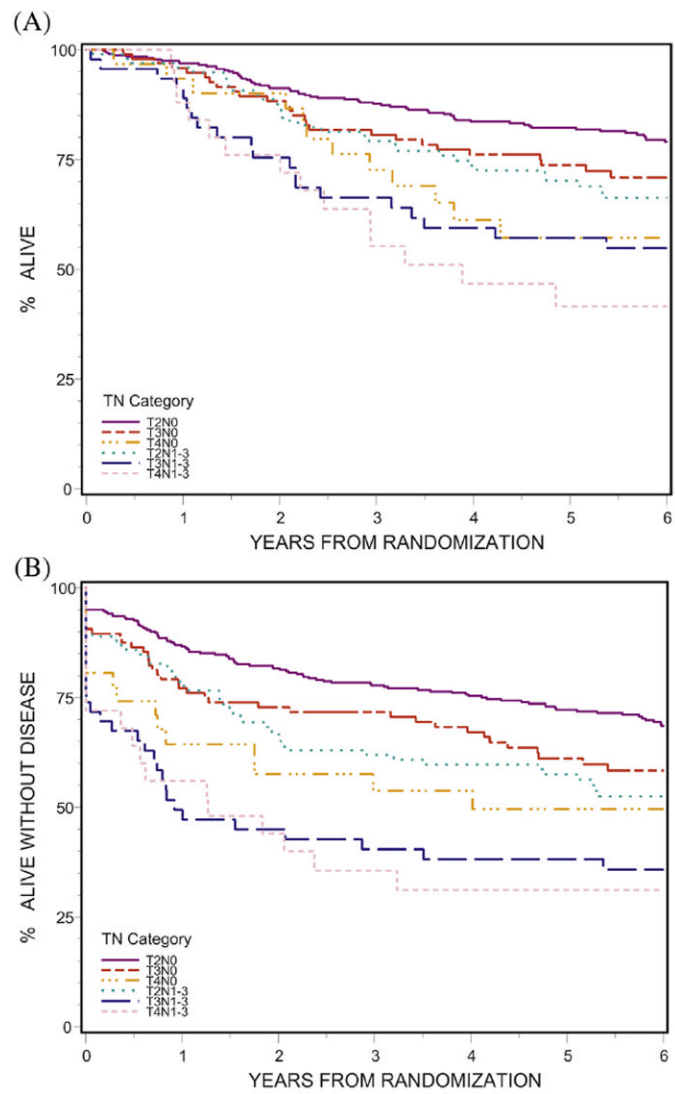 (A)
100
75
50
25
0
% ALIVE
TN Category
T2N0
T3N0
T4N0
T2N1-3
T3N1-3
T4N1-3
0 1 2 3 4 5 6
YEARS FROM RANDOMIZATION
(B)
100
75
50
25
0
% ALIVE WITHOUT DISEASE
TN Category
T2N0
T3N0
T4N0
T2N1-3
T3N1-3
T4N1-3
0 1 2 3 4 5 6
YEARS FROM RANDOMIZATION